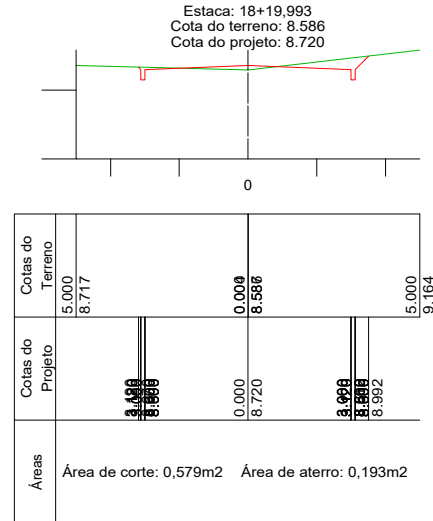 Estaca: 18+19,993
Cota do terreno: 8.586
Cota do projeto: 8.720
0
Cotas do Terreno
5.000
8.717
5.000
9.164
Cotas do Projeto
0.000
8.720
8.992
Áreas
Área de corte: 0,579m2 Área de aterro: 0,193m2